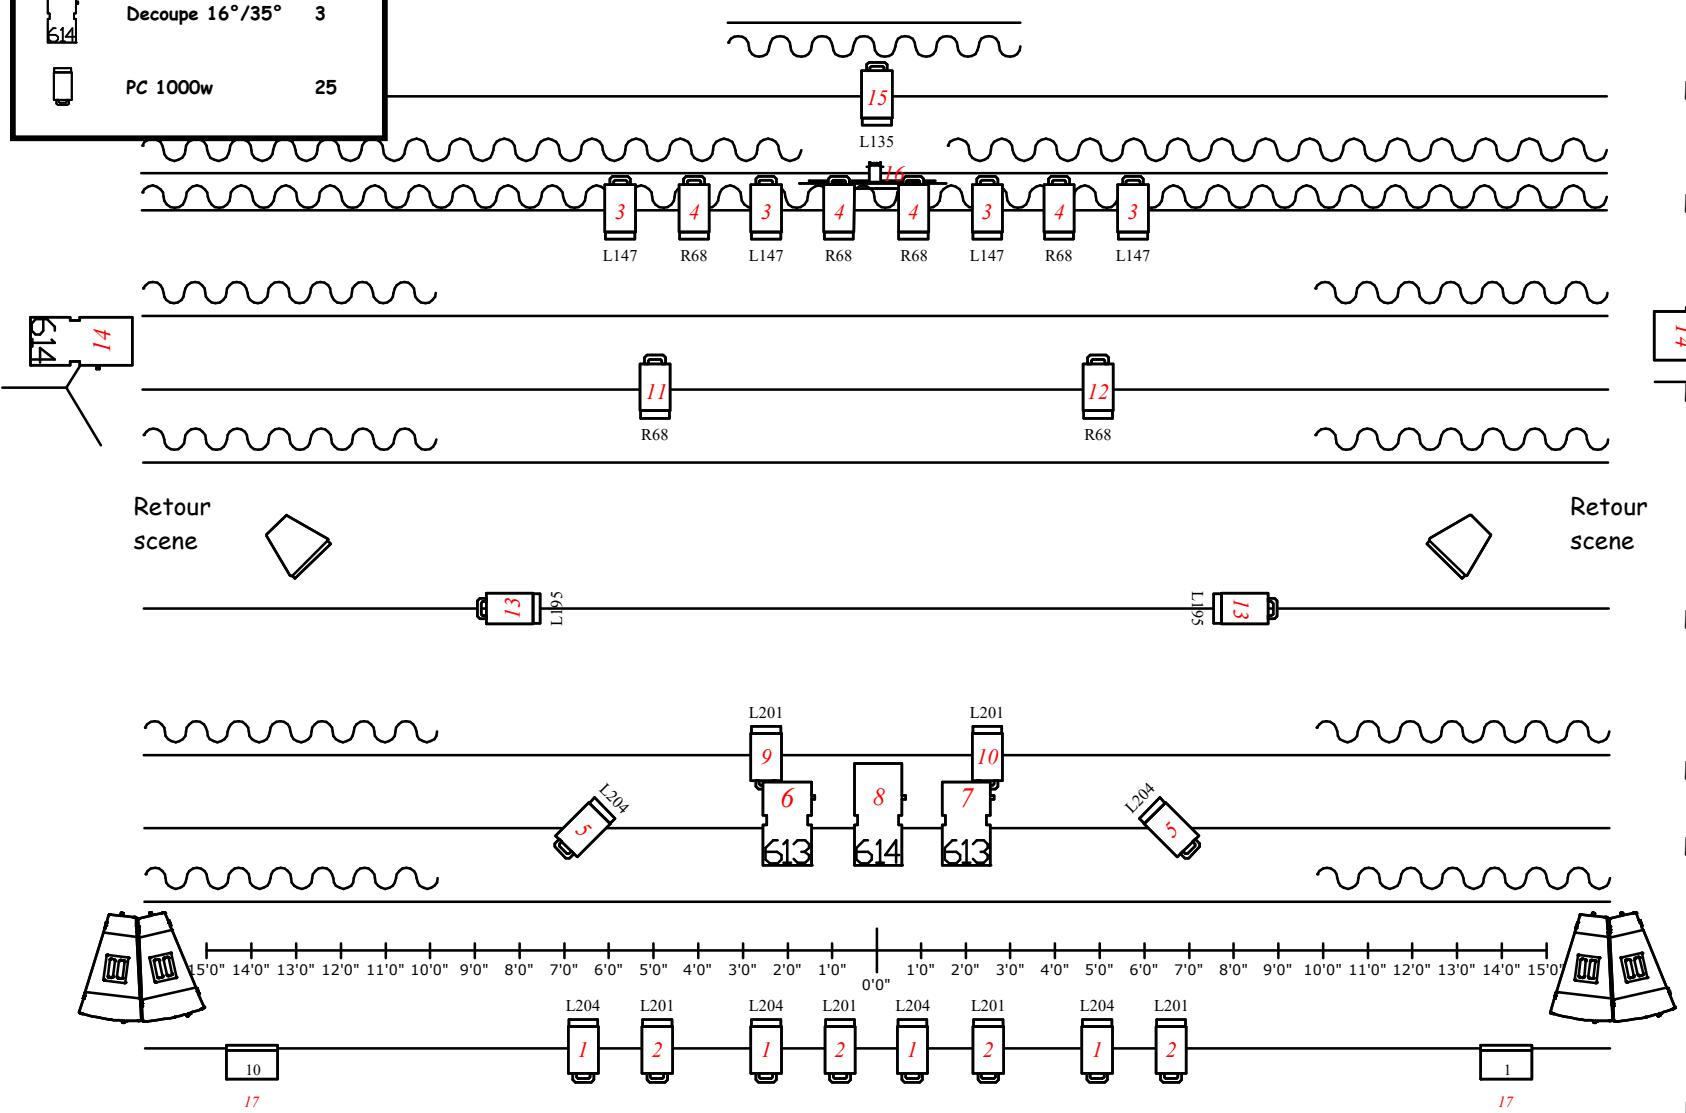 614 Decoupe 16°/35° 3
PC 1000w 25
15
L135
16
3 4 3 4 4 3 4 3
L147 R68 L147 R68 R68 L147 R68 L147
614 14 14
11 12
R68 R68
Retour scene Retour scene
13 L195 L195 13
L201 L201
9 10
L204 6 8 7 L204
5 5
613 614 613
15'0" 14'0" 13'0" 12'0" 11'0" 10'0" 9'0" 8'0" 7'0" 6'0" 5'0" 4'0" 3'0" 2'0" 1'0" 1'0" 2'0" 3'0" 4'0" 5'0" 6'0" 7'0" 8'0" 9'0" 10'0" 11'0" 12'0" 13'0" 14'0" 15'0"
0'0"
L204 L201 L204 L201 L204 L201 L204 L201
1 2 1 2 1 2 1 2
10 1
17 17